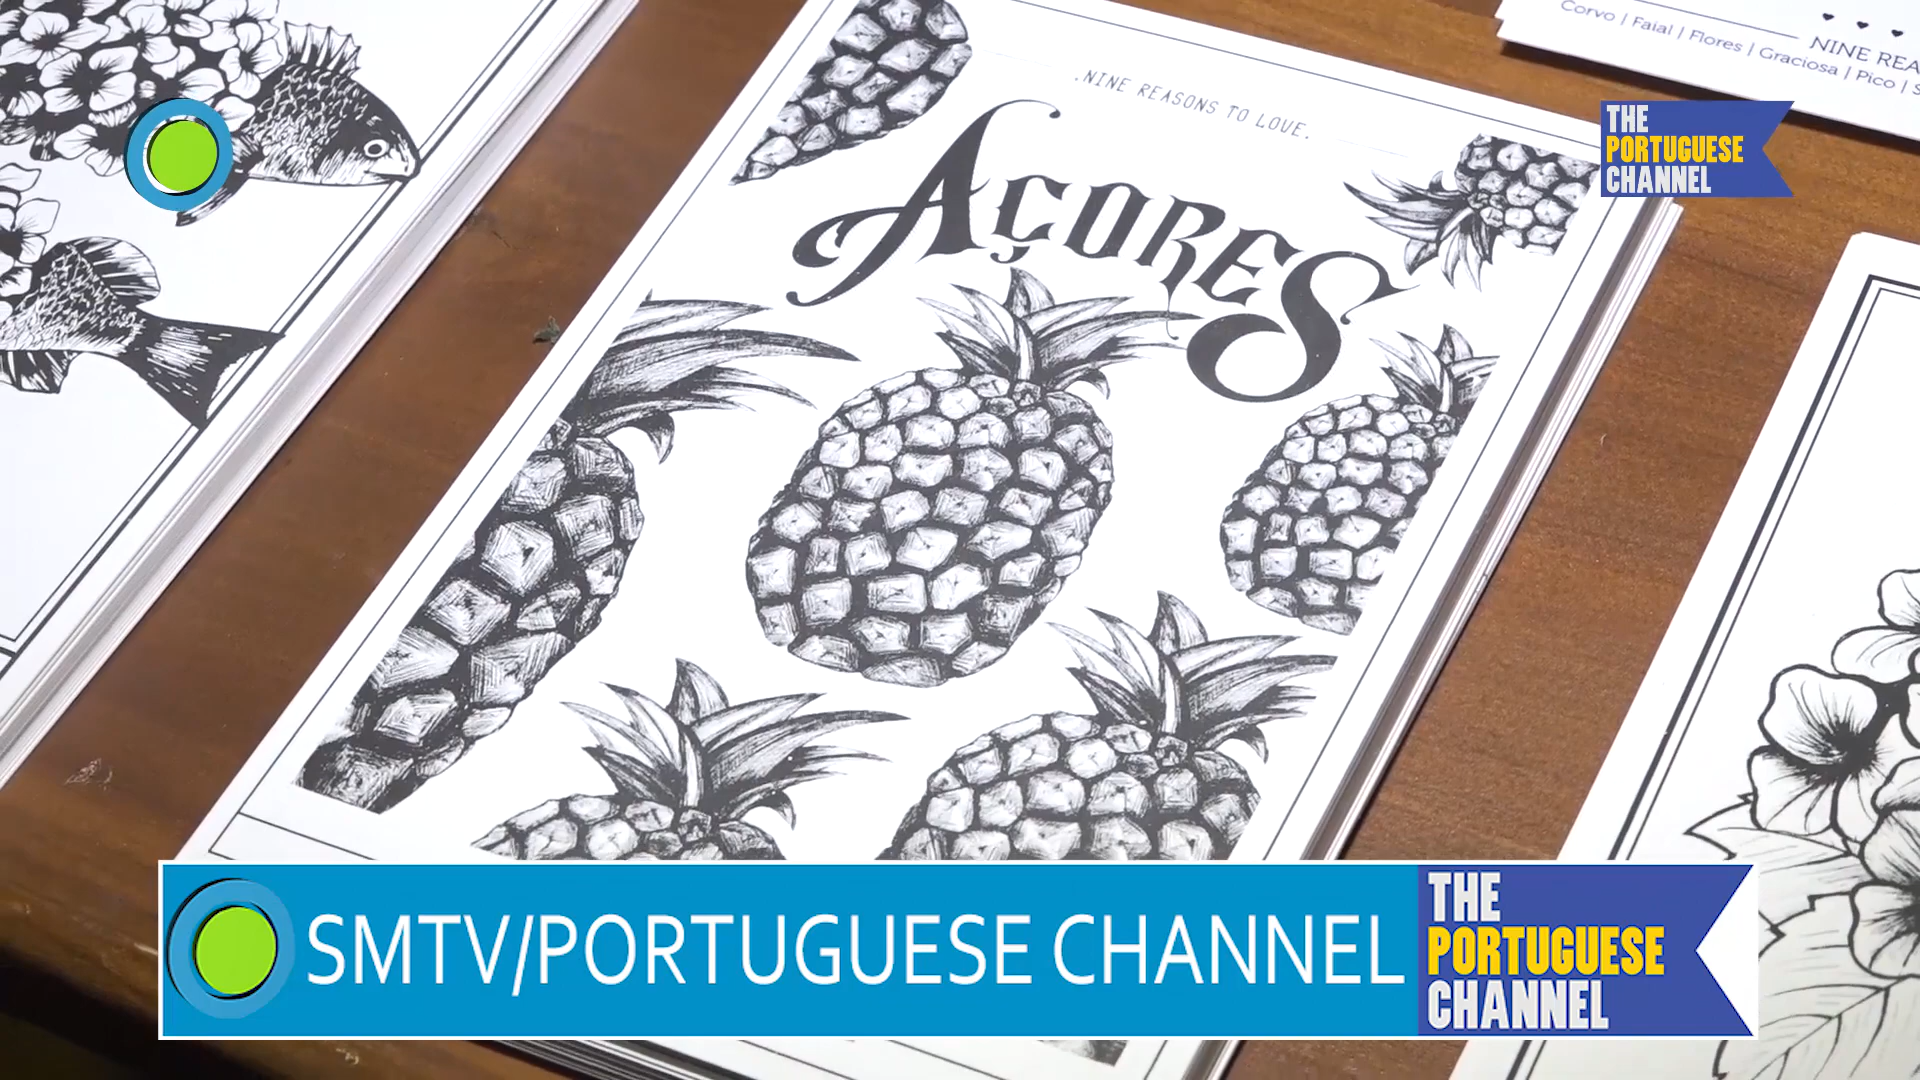 .NINE REASONS TO LOVE.
AÇORES
NINE REA
Corvo | Faial | Flores | Graciosa | Pico |
THE
PORTUGUESE
CHANNEL
SMTV/PORTUGUESE CHANNEL
THE
PORTUGUESE
CHANNEL